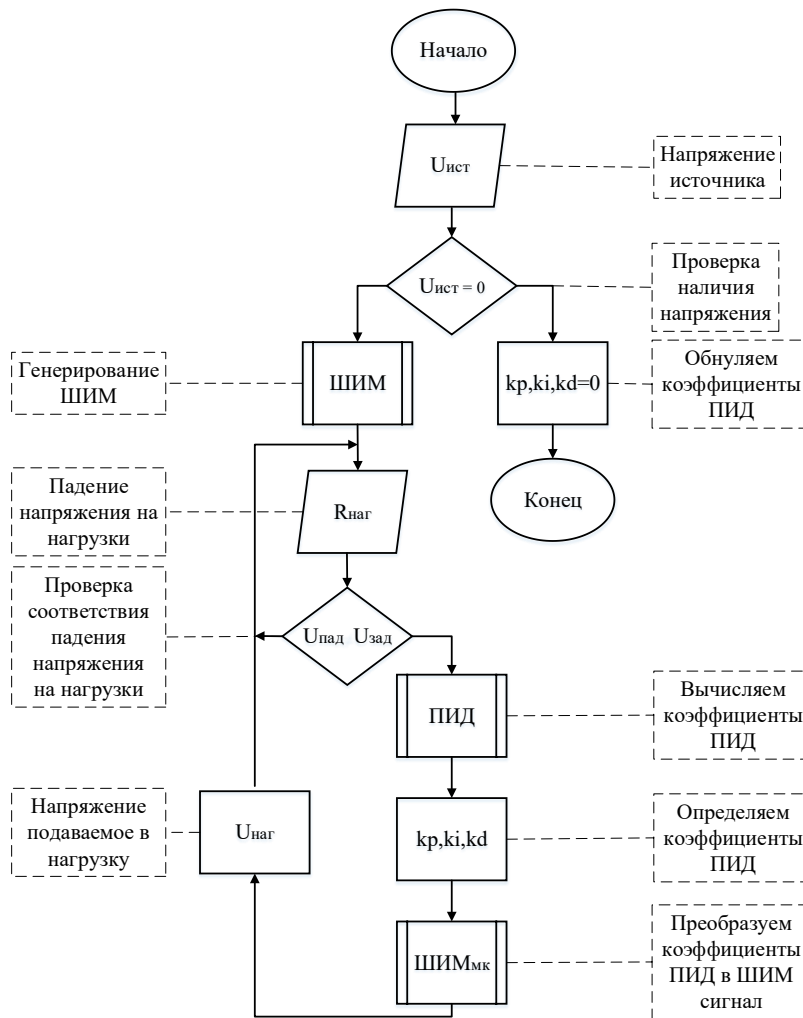 Начало
Uист
Напряжение
источника
Uист = 0
Проверка
наличия
напряжения
Генерирование
ШИМ
ШИМ
kp,ki,kd=0
Обнуляем
коэффициенты
ПИД
Падение
напряжения на
нагрузки
Rнаг
Конец
Проверка
соответствия
падения
напряжения
на нагрузки
Uпад Uзад
ПИД
Вычисляем
коэффициенты
ПИД
Напряжение
подаваемое в
нагрузку
Uнаг
kp,ki,kd
Определяем
коэффициенты
ПИД
ШИМмк
Преобразуем
коэффициенты
ПИД в ШИМ
сигнал